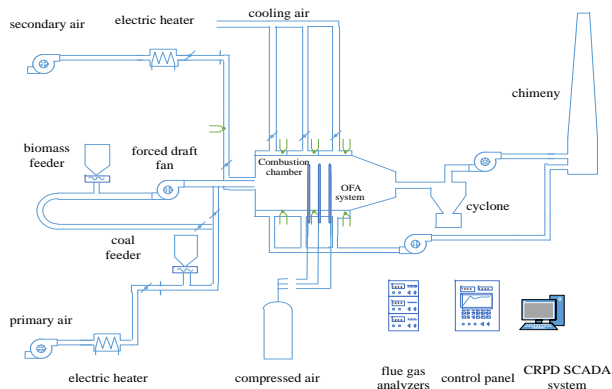 secondary air
electric heater
cooling air
chimeny
biomass
feeder
forced draft
fan
Combustion
chamber
OFA
system
cyclone
coal
feeder
primary air
electric heater
compressed air
flue gas
analyzers
control panel
CRPD SCADA
system